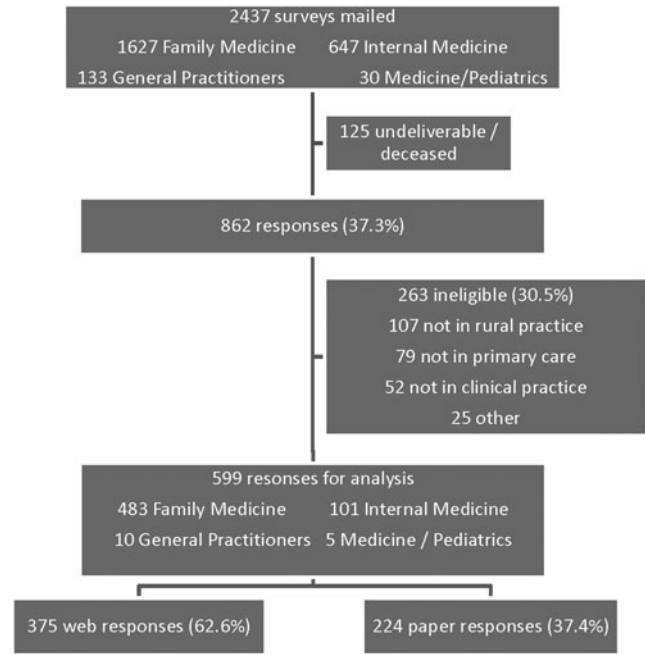 2437 surveys mailed
1627 Family Medicine 647 Internal Medicine
133 General Practitioners 30 Medicine/Pediatrics
125 undeliverable /
deceased
862 responses (37.3%)
263 ineligible (30.5%)
107 not in rural practice
79 not in primary care
52 not in clinical practice
25 other
599 resonses for analysis
483 Family Medicine 101 Internal Medicine
10 General Practitioners 5 Medicine / Pediatrics
375 web responses (62.6%)
224 paper responses (37.4%)